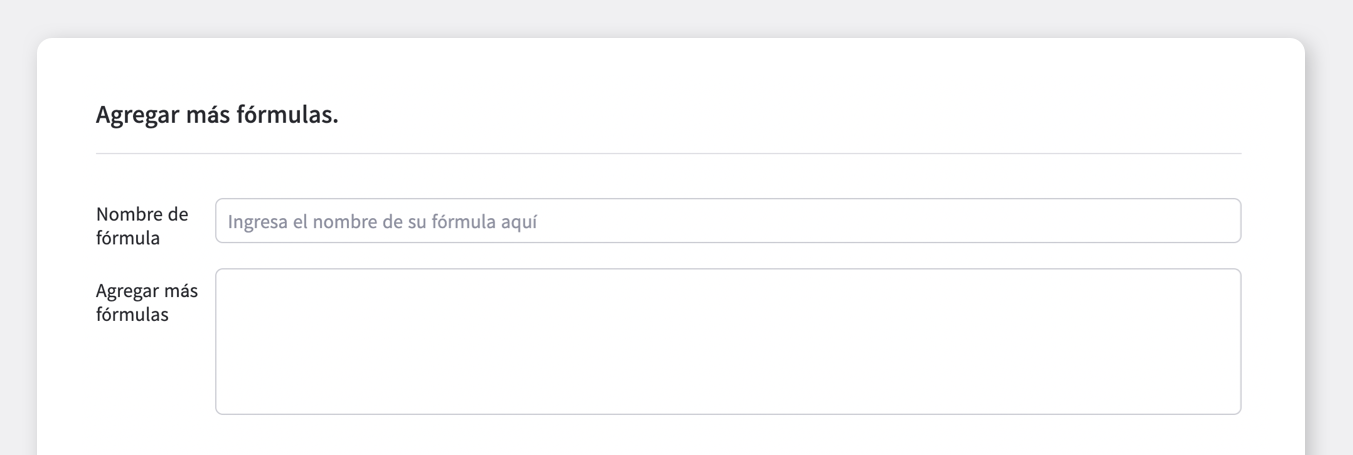 Agregar más fórmulas.
Nombre de
fórmula
Ingresa el nombre de su fórmula aquí
Agregar más
fórmulas